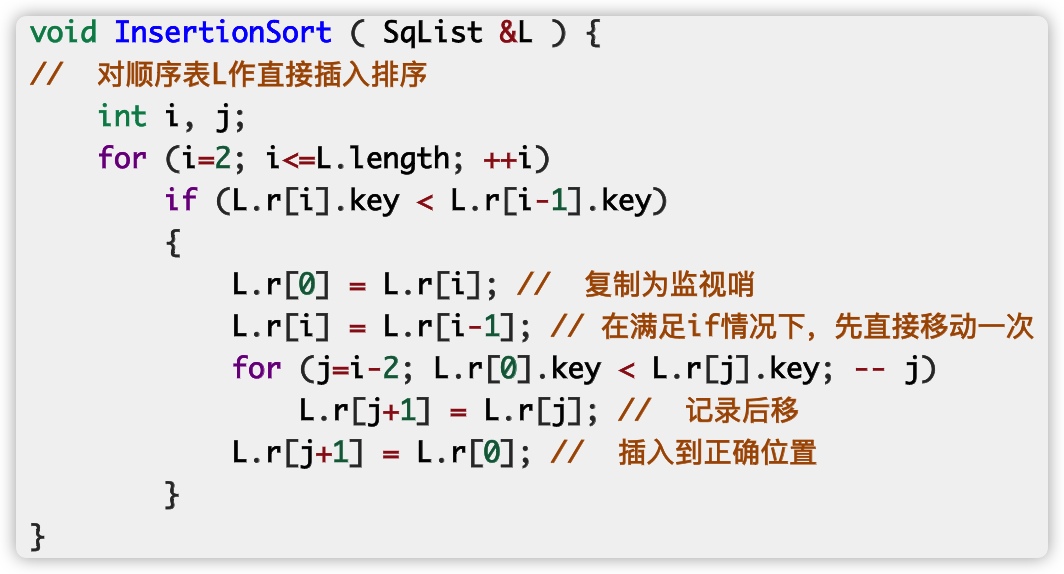 void InsertionSort ( SqList &L ) {
//  对顺序表L作直接插入排序
    int i, j;
    for (i=2; i<=L.length; ++i)
        if (L.r[i].key < L.r[i-1].key)
        {
            L.r[0] = L.r[i]; //  复制为监视哨
            L.r[i] = L.r[i-1]; // 在满足if情况下，先直接移动一次
            for (j=i-2; L.r[0].key < L.r[j].key; -- j)
                L.r[j+1] = L.r[j]; //  记录后移
            L.r[j+1] = L.r[0]; //  插入到正确位置
        }
}